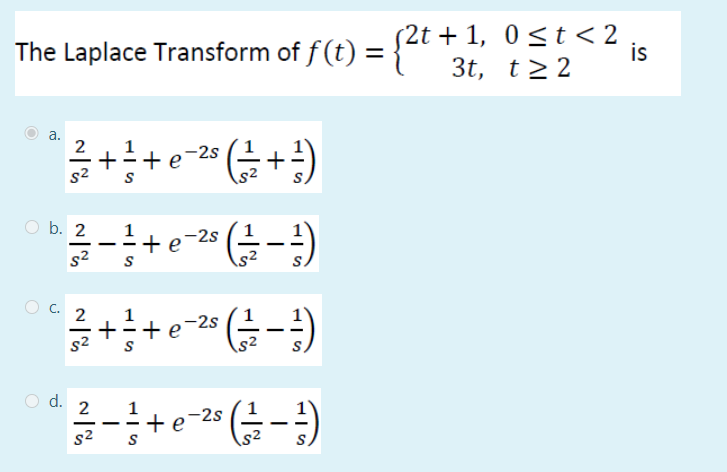 The Laplace Transform of f(t) = {2t + 1, 0 ≤ t < 2
3t, t ≥ 2 is
a. 2/s2 + 1/s + e^−2s (1/s2 + 1/s)
b. 2/s2 − 1/s + e^−2s (1/s2 − 1/s)
c. 2/s2 + 1/s + e^−2s (1/s2 − 1/s)
d. 2/s2 − 1/s + e^−2s (1/s2 − 1/s)